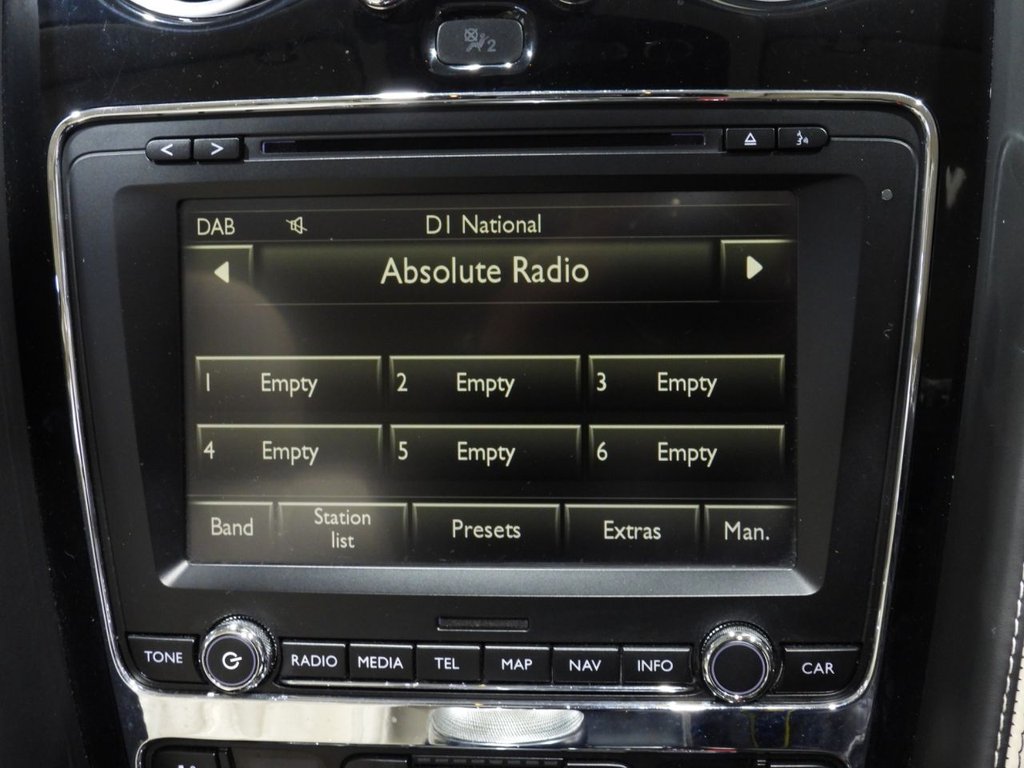 2
< >
DAB D1 National
Absolute Radio
1 Empty 2 Empty 3 Empty
4 Empty 5 Empty 6 Empty
Band Station list Presets Extras Man.
TONE RADIO MEDIA TEL MAP NAV INFO CAR